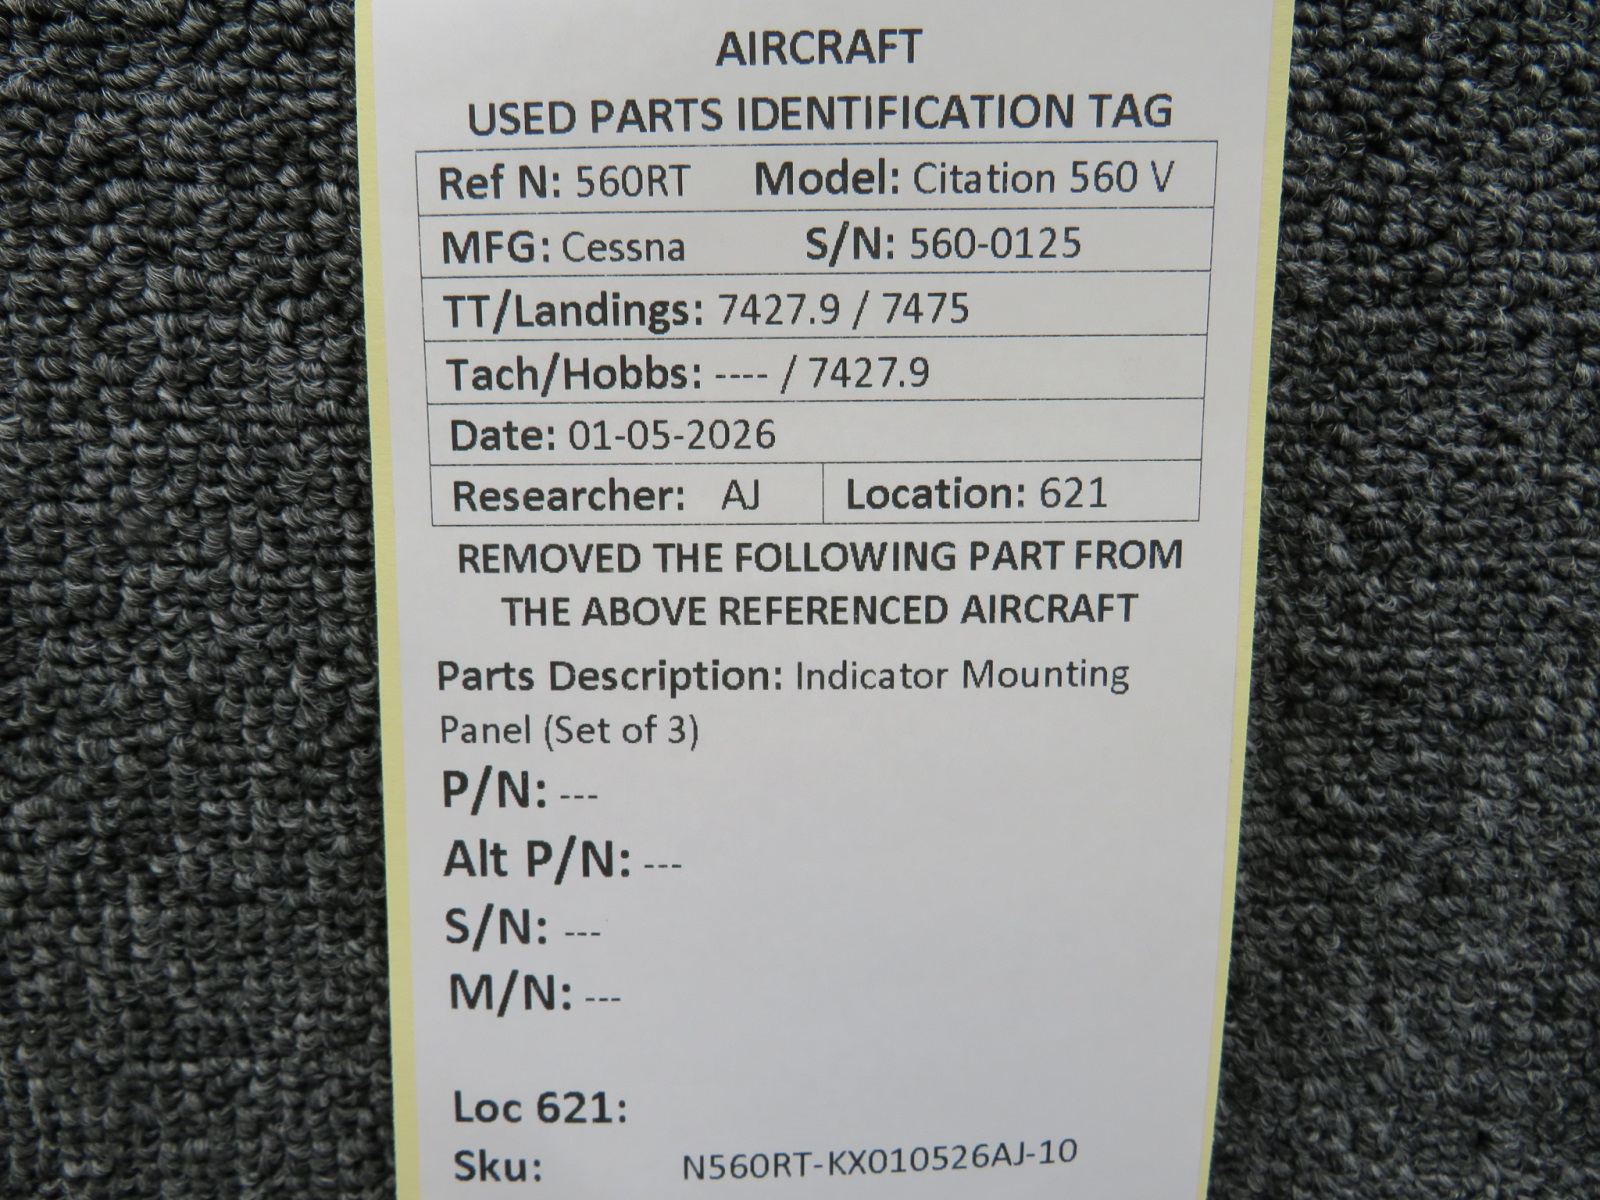 AIRCRAFT
USED PARTS IDENTIFICATION TAG
Ref N: 560RT Model: Citation 560 V
MFG: Cessna S/N: 560-0125
TT/Landings: 7427.9 / 7475
Tach/Hobbs: ---- / 7427.9
Date: 01-05-2026
Researcher: AJ Location: 621
REMOVED THE FOLLOWING PART FROM
THE ABOVE REFERENCED AIRCRAFT
Parts Description: Indicator Mounting
Panel (Set of 3)
P/N: ---
Alt P/N: ---
S/N: ---
M/N: ---
Loc 621:
Sku: N560RT-KX010526AJ-10